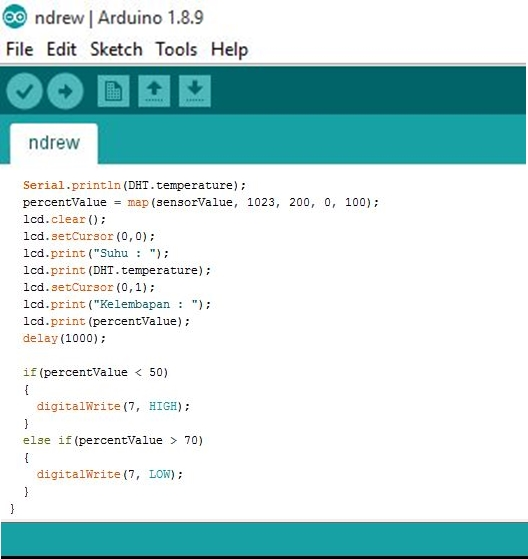 ndrew | Arduino 1.8.9
File Edit Sketch Tools Help
ndrew
Serial.println(DHT.temperature);
percentValue = map(sensorValue, 1023, 200, 0, 100);
lcd.clear();
lcd.setCursor(0,0);
lcd.print("Suhu : ");
lcd.print(DHT.temperature);
lcd.setCursor(0,1);
lcd.print("Kelembapan : ");
lcd.print(percentValue);
delay(1000);
if(percentValue < 50)
{
digitalWrite(7, HIGH);
}
else if(percentValue > 70)
{
digitalWrite(7, LOW);
}
}